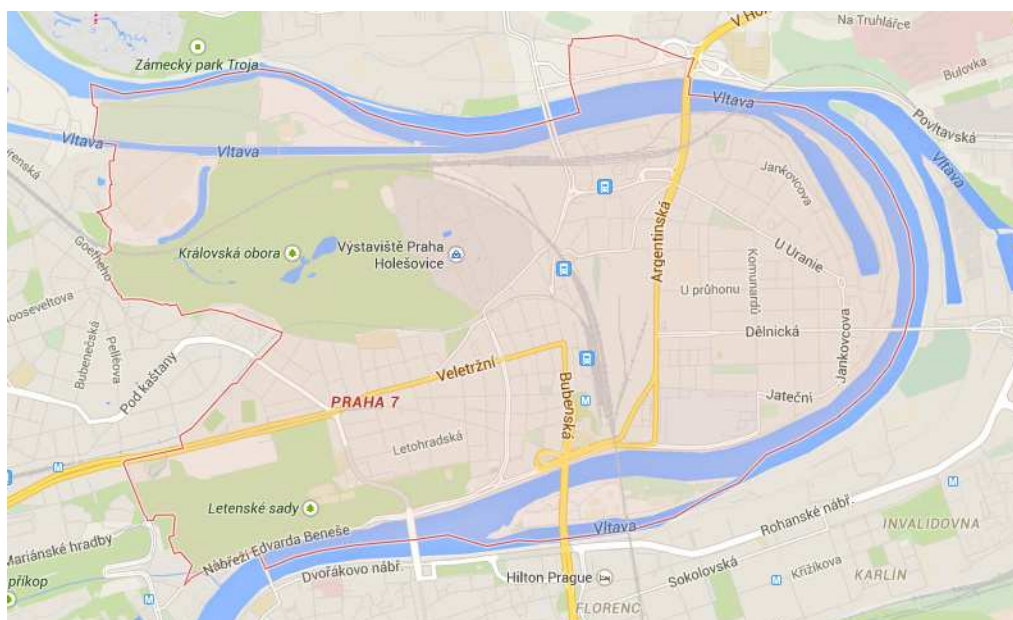 V Hol
Na Truhlářce
Zámecký park Troja
Bulovka
Vltava
Povltavská
Vltava
Vltava
Vltava
Jankovcova
Goetheho
Argentinská
Královská obora
Výstaviště Praha
Holešovice
U Uranie
Komunardů
U průhonu
ooseveltova
Dělnická
Bubenečská
Pelléova
Jankovcova
Veletržní
Pod kaštany
Bubenská
PRAHA 7
Jateční
M
Letohradská
M
M
Letenské sady
Vltava
Rohanské nábř.
INVALIDOVNA
Mariánské hradby
Nábřeží Edvarda Beneše
Dvořákovo nábř.
příkop
Hilton Prague
Sokolovská
M
Křižíkova
KARLÍN
M
FLORENC